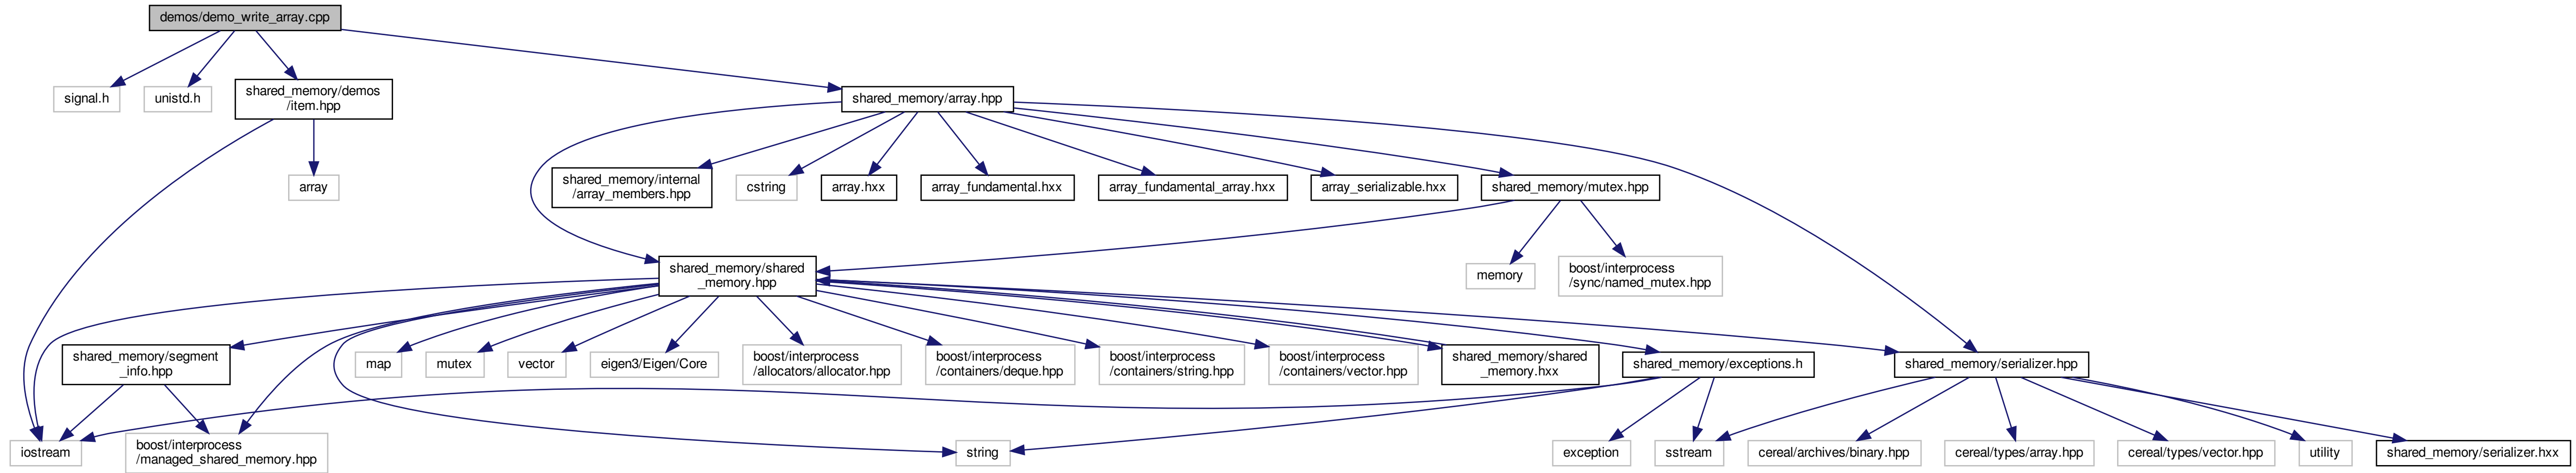 demos/demo_write_array.cpp
signal.h
unistd.h
shared_memory/demos
/item.hpp
shared_memory/array.hpp
array
shared_memory/internal
/array_members.hpp
cstring
array.hxx
array_fundamental.hxx
array_fundamental_array.hxx
array_serializable.hxx
shared_memory/mutex.hpp
shared_memory/shared
_memory.hpp
memory
boost/interprocess
/sync/named_mutex.hpp
shared_memory/segment
_info.hpp
map
mutex
vector
eigen3/Eigen/Core
boost/interprocess
/allocators/allocator.hpp
boost/interprocess
/containers/deque.hpp
boost/interprocess
/containers/string.hpp
boost/interprocess
/containers/vector.hpp
shared_memory/shared
_memory.hxx
shared_memory/exceptions.h
shared_memory/serializer.hpp
iostream
boost/interprocess
/managed_shared_memory.hpp
string
exception
sstream
cereal/archives/binary.hpp
cereal/types/array.hpp
cereal/types/vector.hpp
utility
shared_memory/serializer.hxx